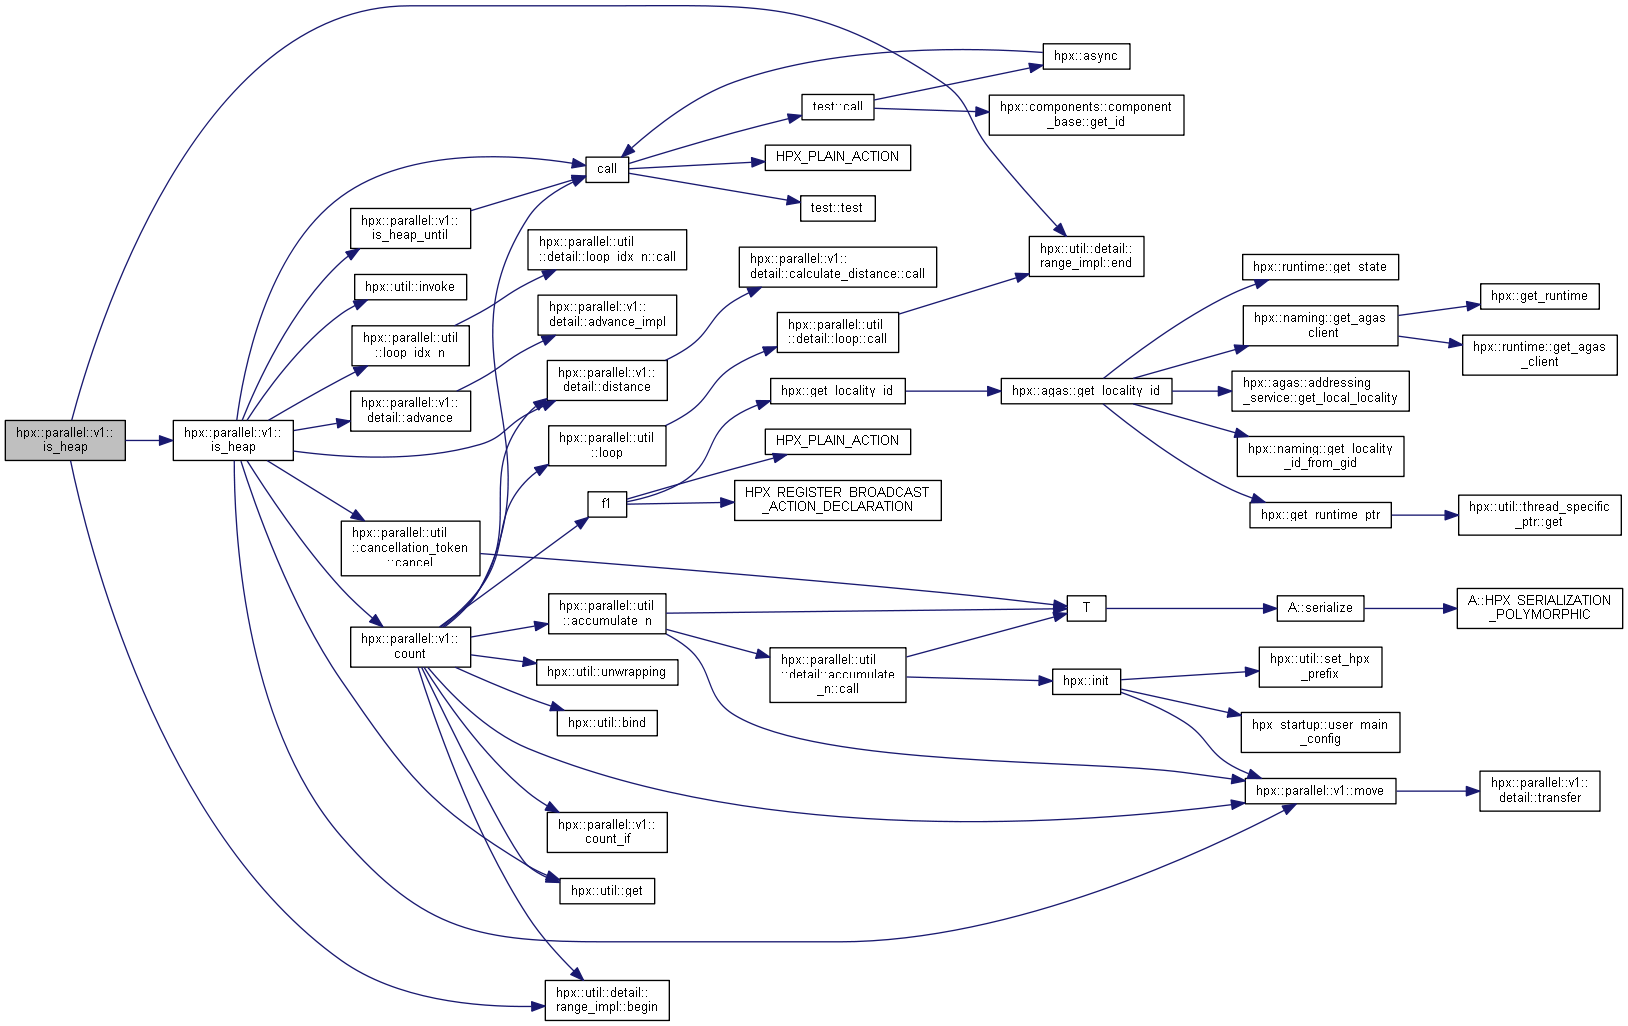 hpx::async
test::call
hpx::components::component
_base::get_id
HPX_PLAIN_ACTION
call
test::test
hpx::parallel::v1::
is_heap_until
hpx::parallel::util
::detail::loop_idx_n::call
hpx::util::detail::
range_impl::end
hpx::parallel::v1::
detail::calculate_distance::call
hpx::runtime::get_state
hpx::util::invoke
hpx::get_runtime
hpx::parallel::v1::
detail::advance_impl
hpx::naming::get_agas
_client
hpx::parallel::util
::loop_idx_n
hpx::parallel::util
::detail::loop::call
hpx::runtime::get_agas
_client
hpx::parallel::v1::
detail::distance
hpx::get_locality_id
hpx::agas::get_locality_id
hpx::agas::addressing
_service::get_local_locality
hpx::parallel::v1::
detail::advance
hpx::parallel::v1::
is_heap
hpx::parallel::v1::
is_heap
hpx::parallel::util
::loop
HPX_PLAIN_ACTION
hpx::naming::get_locality
_id_from_gid
f1
HPX_REGISTER_BROADCAST
_ACTION_DECLARATION
hpx::get_runtime_ptr
hpx::util::thread_specific
_ptr::get
hpx::parallel::util
::cancellation_token
::cancel
hpx::parallel::util
::accumulate_n
T
A::serialize
A::HPX_SERIALIZATION
_POLYMORPHIC
hpx::parallel::v1::
count
hpx::util::unwrapping
hpx::parallel::util
::detail::accumulate
_n::call
hpx::init
hpx::util::set_hpx
_prefix
hpx::util::bind
hpx_startup::user_main
_config
hpx::parallel::v1::move
hpx::parallel::v1::
detail::transfer
hpx::parallel::v1::
count_if
hpx::util::get
hpx::util::detail::
range_impl::begin